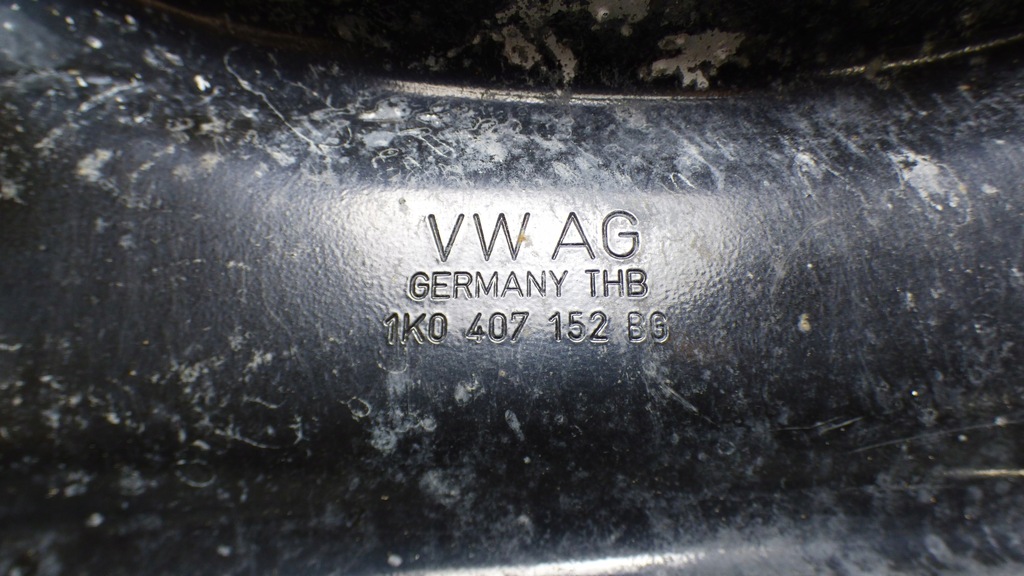 VW AG
GERMANY THB
1K0 407 152 BG